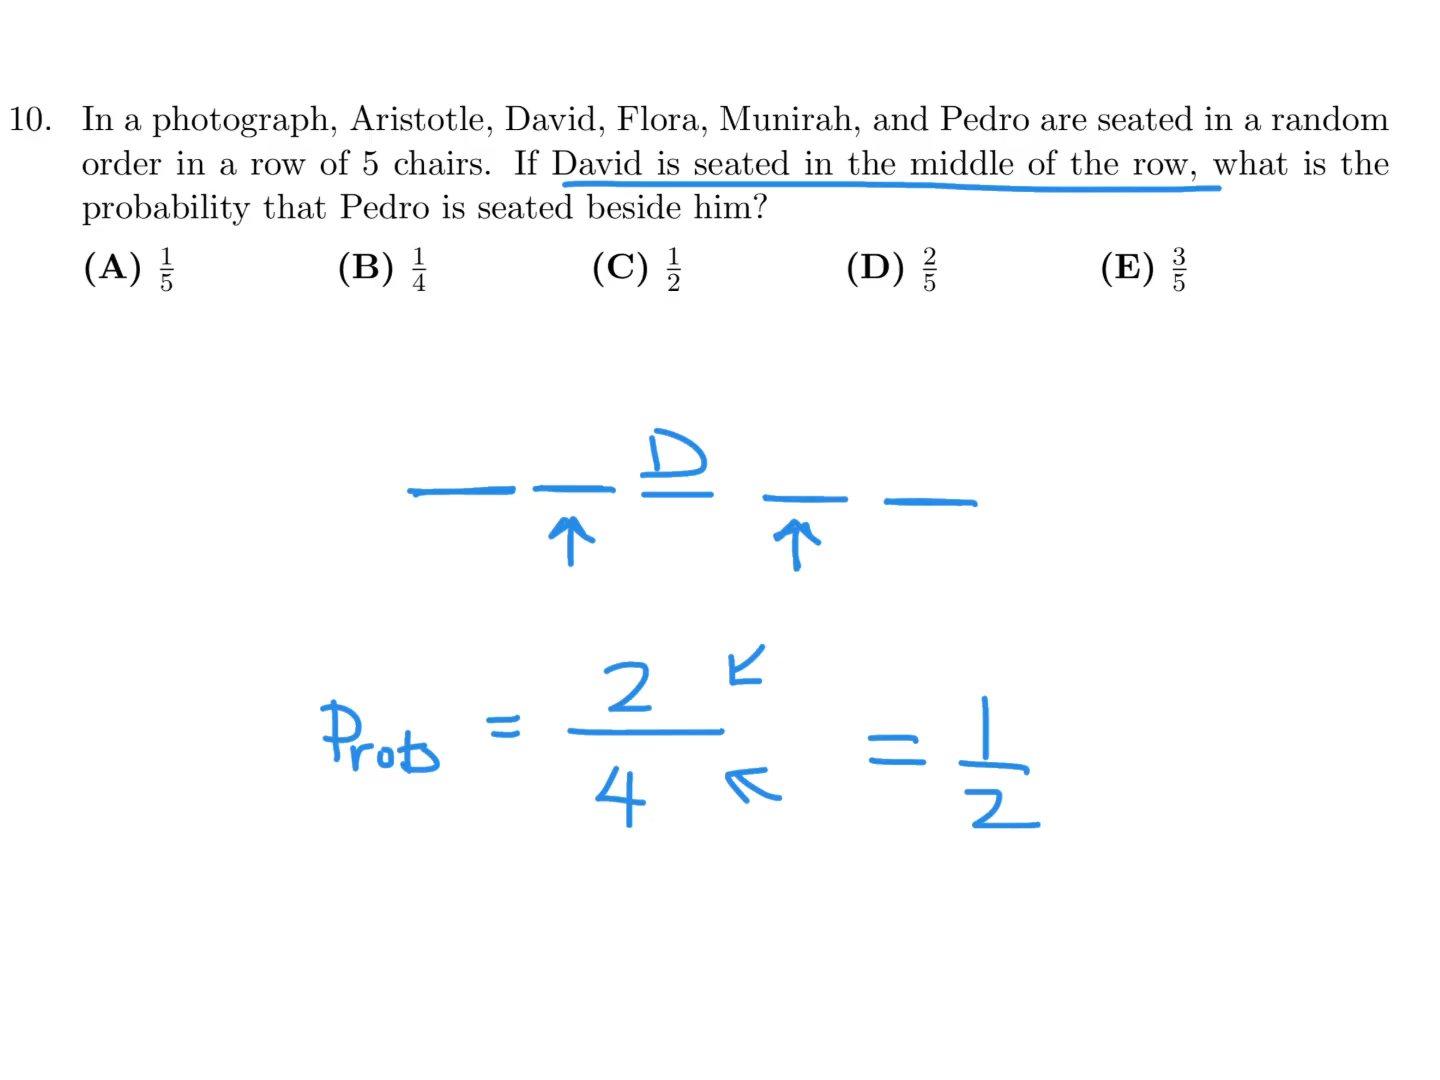 10. In a photograph, Aristotle, David, Flora, Munirah, and Pedro are seated in a random
order in a row of 5 chairs. If David is seated in the middle of the row, what is the
probability that Pedro is seated beside him?
(A) 1/5 (B) 1/4 (C) 1/2 (D) 2/5 (E) 3/5
D
Prob = 2/4 = 1/2